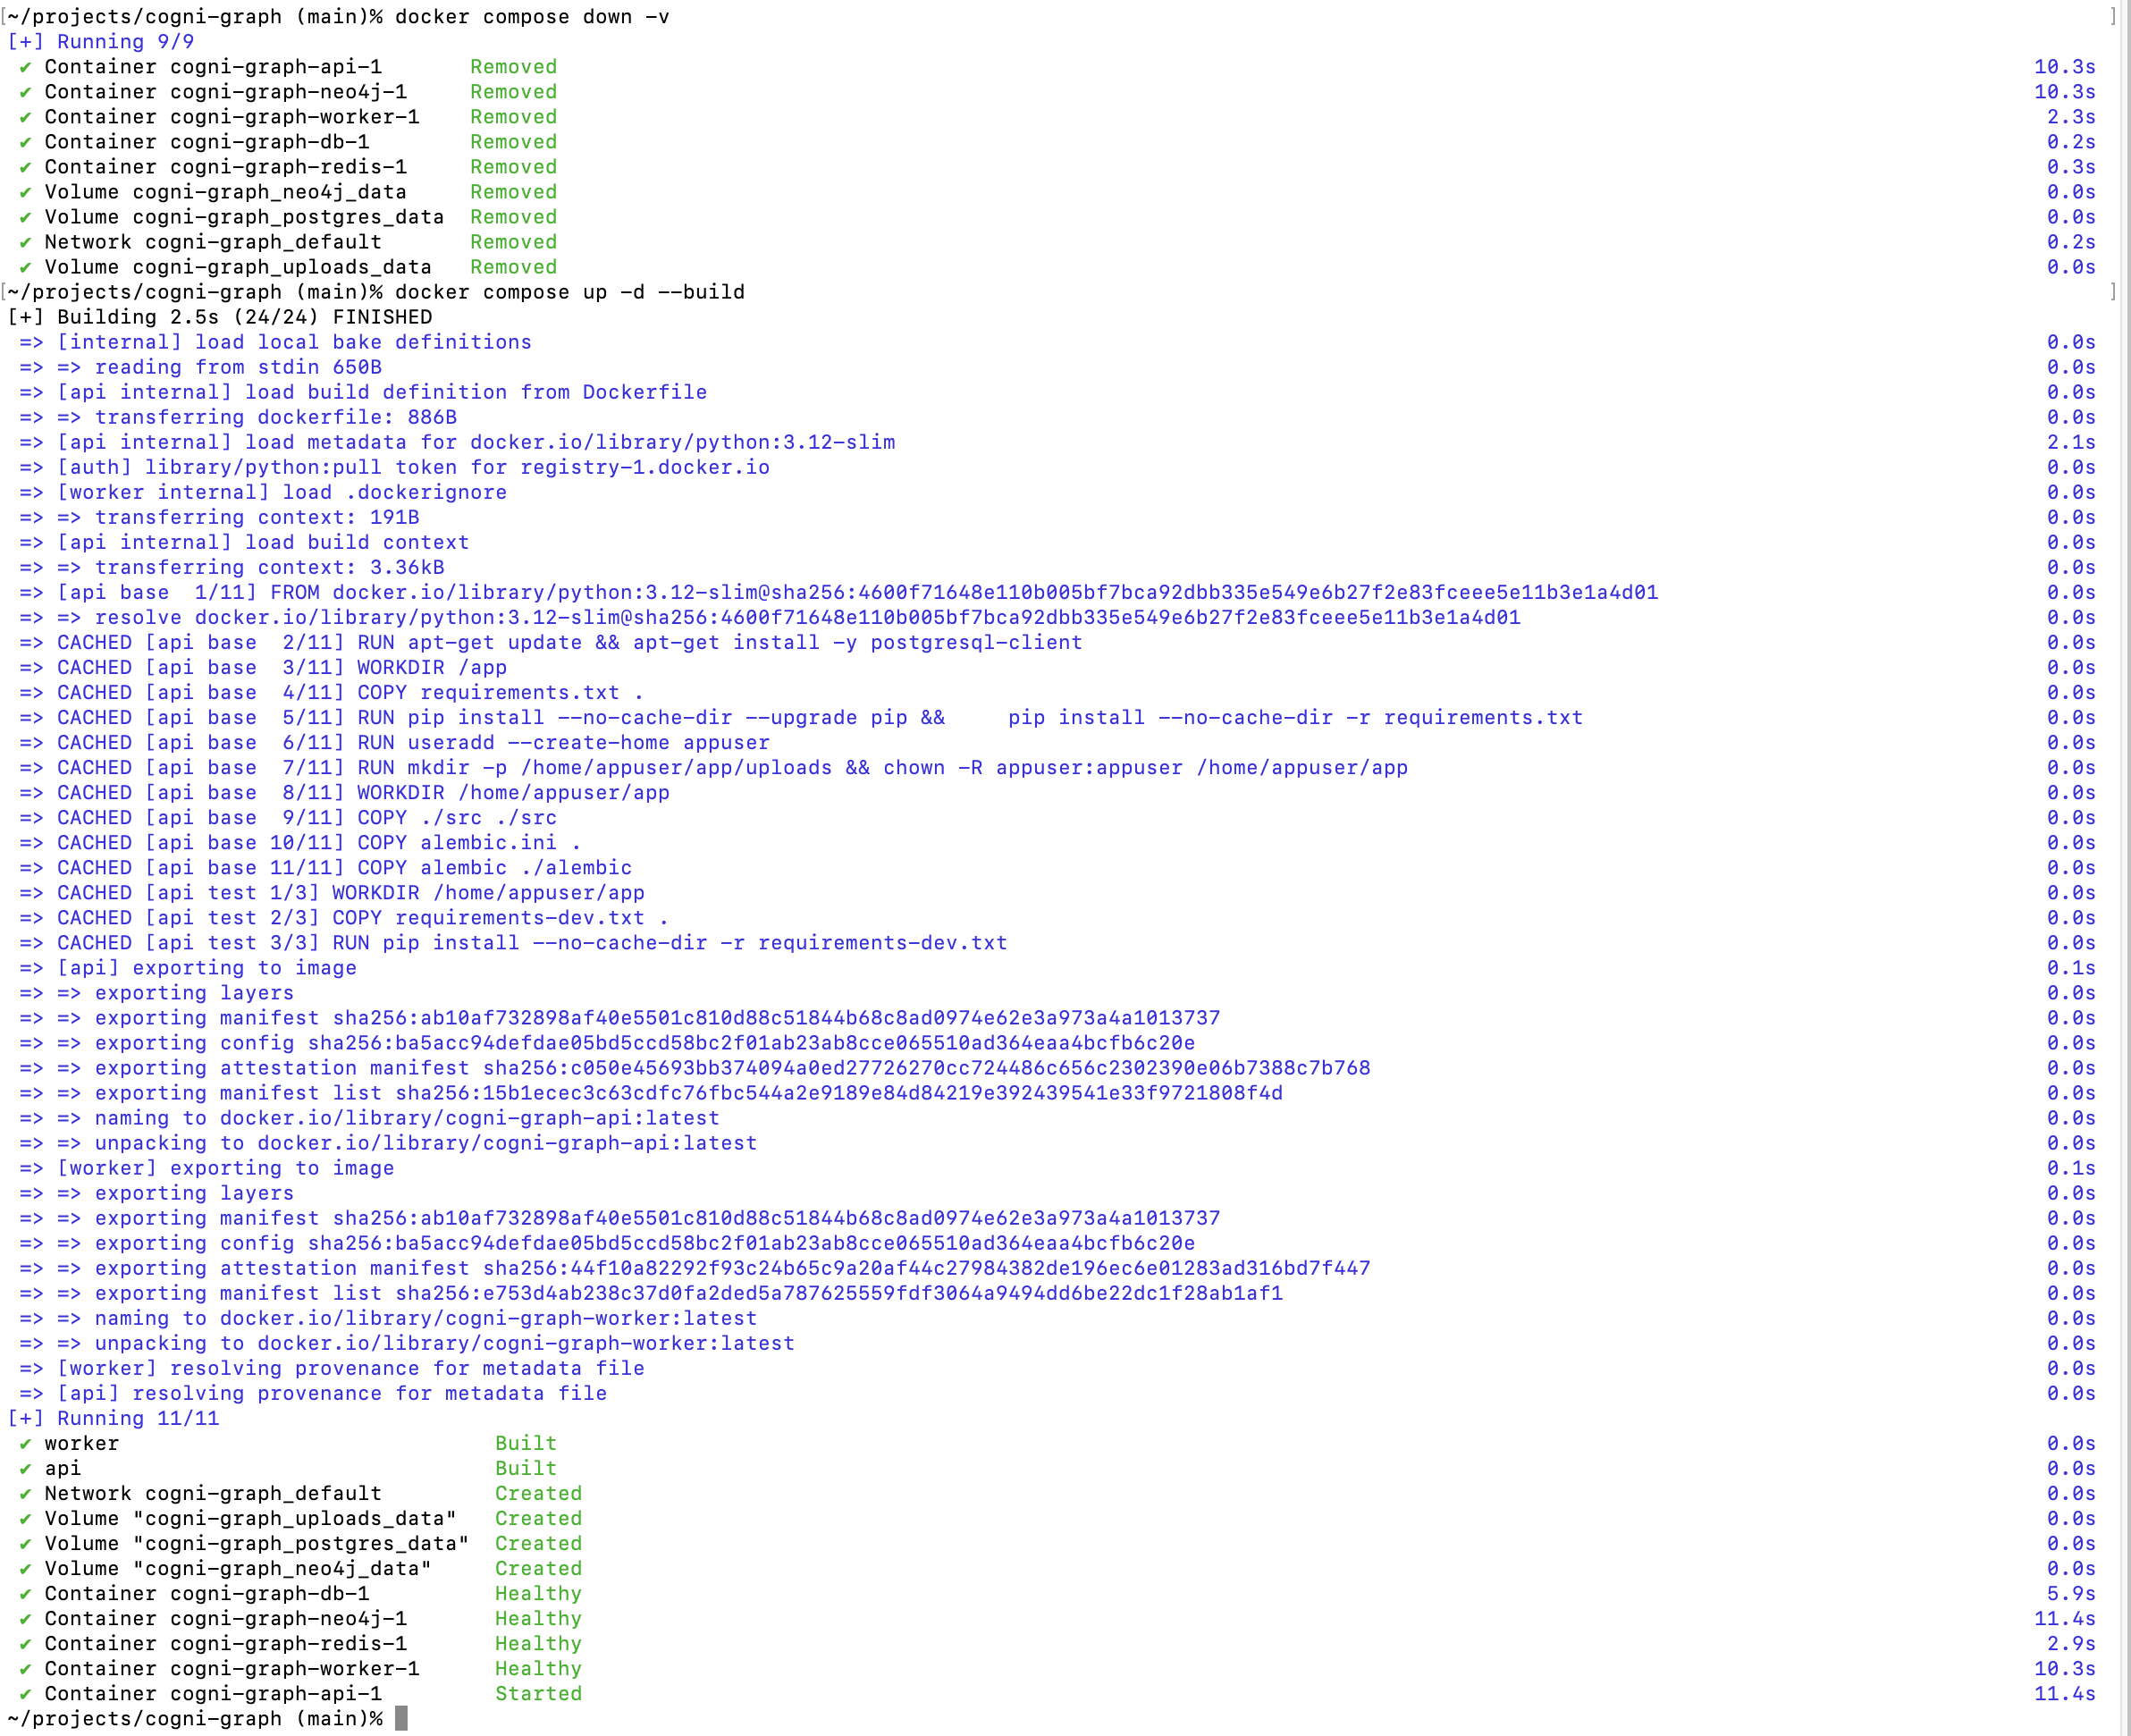 [~/projects/cogni-graph (main)% docker compose down -v ]
[+] Running 9/9
✔ Container cogni-graph-api-1 Removed 10.3s
✔ Container cogni-graph-neo4j-1 Removed 10.3s
✔ Container cogni-graph-worker-1 Removed 2.3s
✔ Container cogni-graph-db-1 Removed 0.2s
✔ Container cogni-graph-redis-1 Removed 0.3s
✔ Volume cogni-graph_neo4j_data Removed 0.0s
✔ Volume cogni-graph_postgres_data Removed 0.0s
✔ Network cogni-graph_default Removed 0.2s
✔ Volume cogni-graph_uploads_data Removed 0.0s
[~/projects/cogni-graph (main)% docker compose up -d --build ]
[+] Building 2.5s (24/24) FINISHED
=> [internal] load local bake definitions 0.0s
=> => reading from stdin 650B 0.0s
=> [api internal] load build definition from Dockerfile 0.0s
=> => transferring dockerfile: 886B 0.0s
=> [api internal] load metadata for docker.io/library/python:3.12-slim 2.1s
=> [auth] library/python:pull token for registry-1.docker.io 0.0s
=> [worker internal] load .dockerignore 0.0s
=> => transferring context: 191B 0.0s
=> [api internal] load build context 0.0s
=> => transferring context: 3.36kB 0.0s
=> [api base  1/11] FROM docker.io/library/python:3.12-slim@sha256:4600f71648e110b005bf7bca92dbb335e549e6b27f2e83fceee5e11b3e1a4d01 0.0s
=> => resolve docker.io/library/python:3.12-slim@sha256:4600f71648e110b005bf7bca92dbb335e549e6b27f2e83fceee5e11b3e1a4d01 0.0s
=> CACHED [api base  2/11] RUN apt-get update && apt-get install -y postgresql-client 0.0s
=> CACHED [api base  3/11] WORKDIR /app 0.0s
=> CACHED [api base  4/11] COPY requirements.txt . 0.0s
=> CACHED [api base  5/11] RUN pip install --no-cache-dir --upgrade pip &&     pip install --no-cache-dir -r requirements.txt 0.0s
=> CACHED [api base  6/11] RUN useradd --create-home appuser 0.0s
=> CACHED [api base  7/11] RUN mkdir -p /home/appuser/app/uploads && chown -R appuser:appuser /home/appuser/app 0.0s
=> CACHED [api base  8/11] WORKDIR /home/appuser/app 0.0s
=> CACHED [api base  9/11] COPY ./src ./src 0.0s
=> CACHED [api base 10/11] COPY alembic.ini . 0.0s
=> CACHED [api base 11/11] COPY alembic ./alembic 0.0s
=> CACHED [api test 1/3] WORKDIR /home/appuser/app 0.0s
=> CACHED [api test 2/3] COPY requirements-dev.txt . 0.0s
=> CACHED [api test 3/3] RUN pip install --no-cache-dir -r requirements-dev.txt 0.0s
=> [api] exporting to image 0.1s
=> => exporting layers 0.0s
=> => exporting manifest sha256:ab10af732898af40e5501c810d88c51844b68c8ad0974e62e3a973a4a1013737 0.0s
=> => exporting config sha256:ba5acc94defdae05bd5ccd58bc2f01ab23ab8cce065510ad364eaa4bcfb6c20e 0.0s
=> => exporting attestation manifest sha256:c050e45693bb374094a0ed27726270cc724486c656c2302390e06b7388c7b768 0.0s
=> => exporting manifest list sha256:15b1ecec3c63cdfc76fbc544a2e9189e84d84219e392439541e33f9721808f4d 0.0s
=> => naming to docker.io/library/cogni-graph-api:latest 0.0s
=> => unpacking to docker.io/library/cogni-graph-api:latest 0.0s
=> [worker] exporting to image 0.1s
=> => exporting layers 0.0s
=> => exporting manifest sha256:ab10af732898af40e5501c810d88c51844b68c8ad0974e62e3a973a4a1013737 0.0s
=> => exporting config sha256:ba5acc94defdae05bd5ccd58bc2f01ab23ab8cce065510ad364eaa4bcfb6c20e 0.0s
=> => exporting attestation manifest sha256:44f10a82292f93c24b65c9a20af44c27984382de196ec6e01283ad316bd7f447 0.0s
=> => exporting manifest list sha256:e753d4ab238c37d0fa2ded5a787625559fdf3064a9494dd6be22dc1f28ab1af1 0.0s
=> => naming to docker.io/library/cogni-graph-worker:latest 0.0s
=> => unpacking to docker.io/library/cogni-graph-worker:latest 0.0s
=> [worker] resolving provenance for metadata file 0.0s
=> [api] resolving provenance for metadata file 0.0s
[+] Running 11/11
✔ worker Built 0.0s
✔ api Built 0.0s
✔ Network cogni-graph_default Created 0.0s
✔ Volume "cogni-graph_uploads_data" Created 0.0s
✔ Volume "cogni-graph_postgres_data" Created 0.0s
✔ Volume "cogni-graph_neo4j_data" Created 0.0s
✔ Container cogni-graph-db-1 Healthy 5.9s
✔ Container cogni-graph-neo4j-1 Healthy 11.4s
✔ Container cogni-graph-redis-1 Healthy 2.9s
✔ Container cogni-graph-worker-1 Healthy 10.3s
✔ Container cogni-graph-api-1 Started 11.4s
~/projects/cogni-graph (main)%